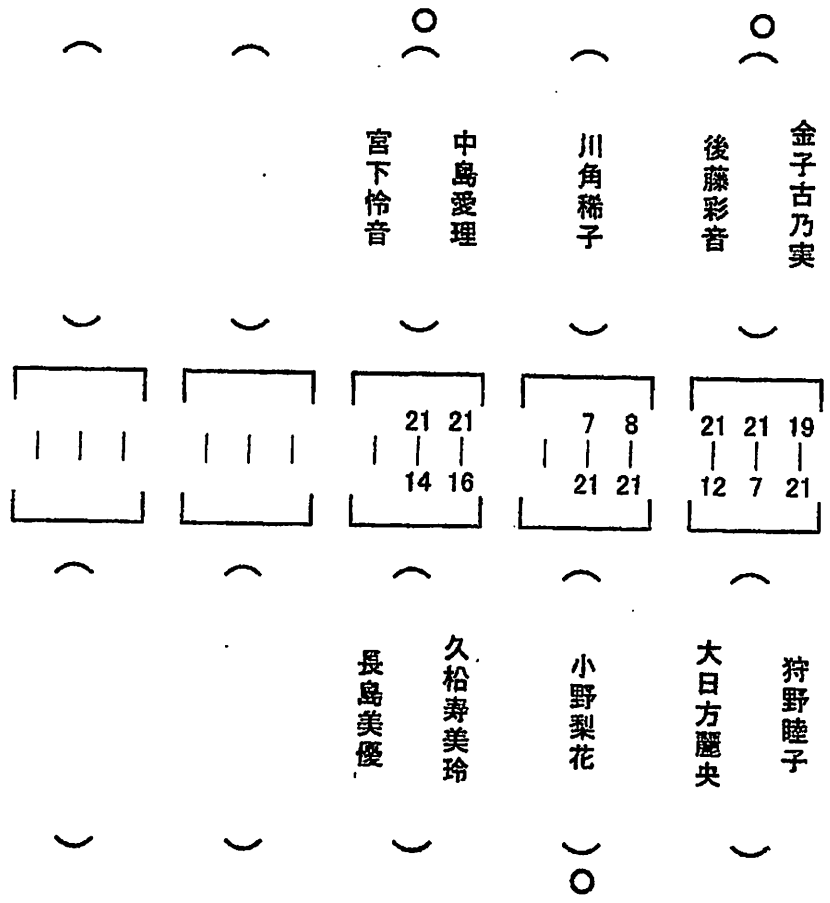 ○
○
金子古乃実
後藤彩音
川角稀子
中島愛理
宮下怜音
19 — 21
21 — 7
21 — 12
8 — 21
7 — 21
—
21 — 16
21 — 14
—
—
—
—
—
—
—
狩野睦子
大日方麗央
小野梨花
久松寿美玲
長島美優
○